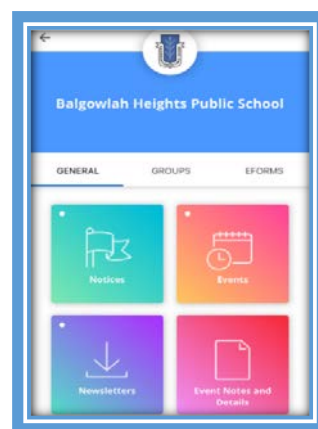 Balgowlah Heights Public School
GENERAL GROUPS EFORMS
Notices Events
Newsletters Event Notes and
Details